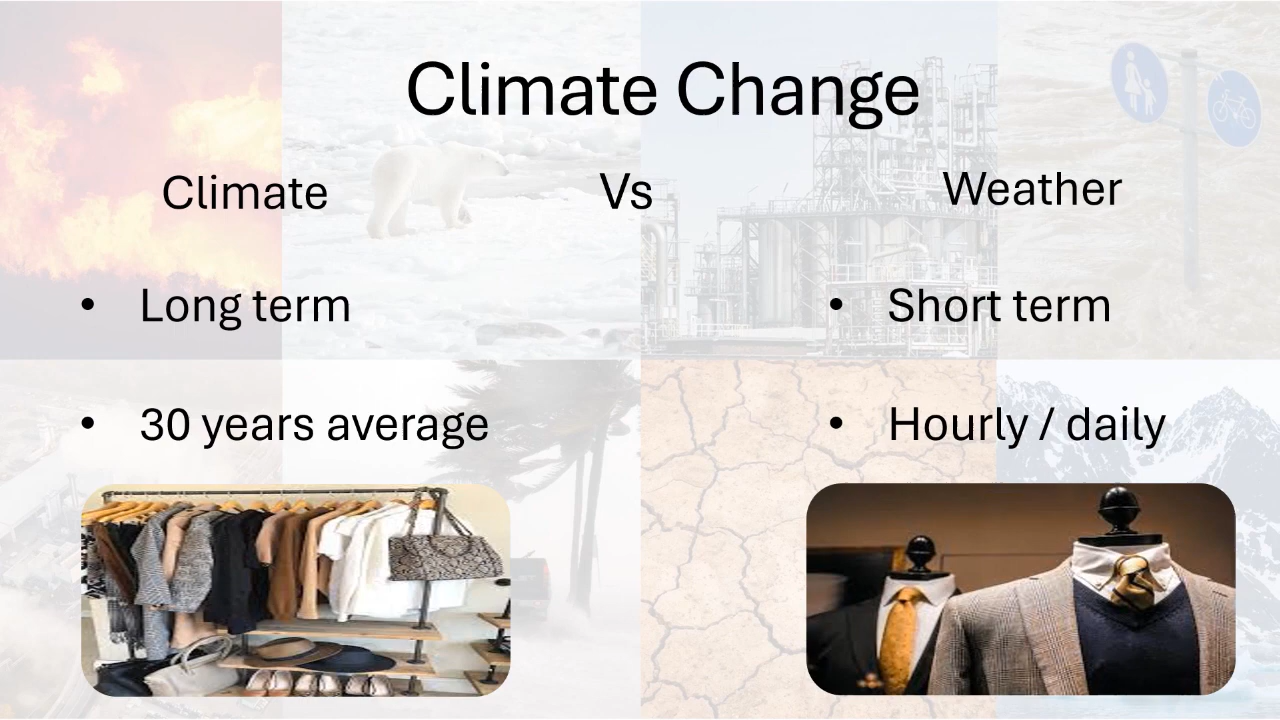 Climate Change
Climate Vs Weather
• Long term
• 30 years average
• Short term
• Hourly / daily